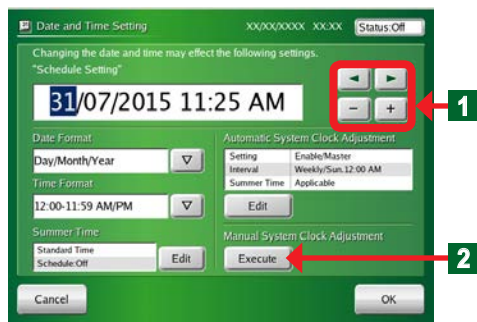 Date and Time Setting XX/XX/XXXX XX:XX Status:Off
Changing the date and time may effect the following settings.
"Schedule Setting"
31/07/2015 11:25 AM
◄ ►
− +
1
Date Format
Day/Month/Year
Time Format
12:00-11:59 AM/PM
Summer Time
Standard Time
Schedule:Off
Edit
Automatic System Clock Adjustment
Setting Enable/Master
Interval Weekly/Sun.12:00 AM
Summer Time Applicable
Edit
Manual System Clock Adjustment
Execute
2
Cancel OK